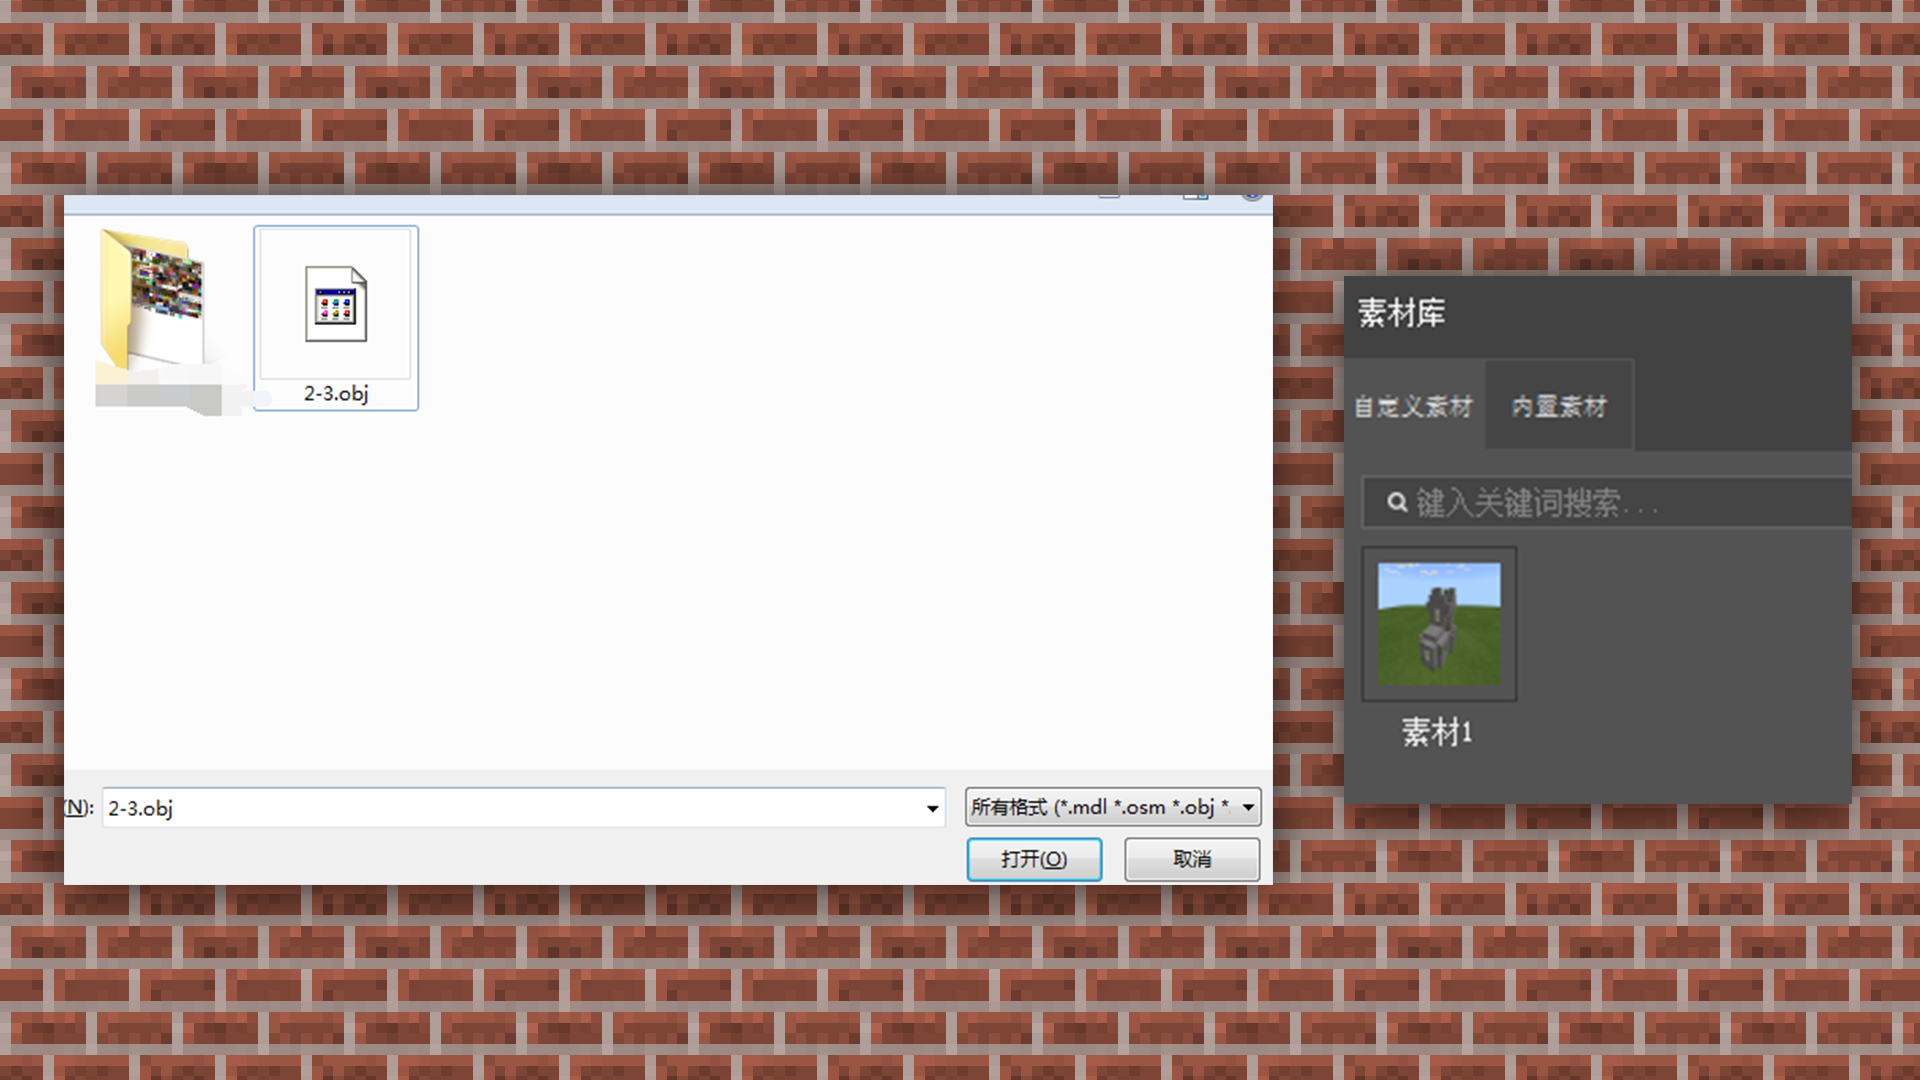 2-3.obj
(N):
2-3.obj
所有格式 (*.mdl *.osm *.obj *.
打开(O)
取消
素材库
自定义素材
内置素材
键入关键词搜索...
素材1